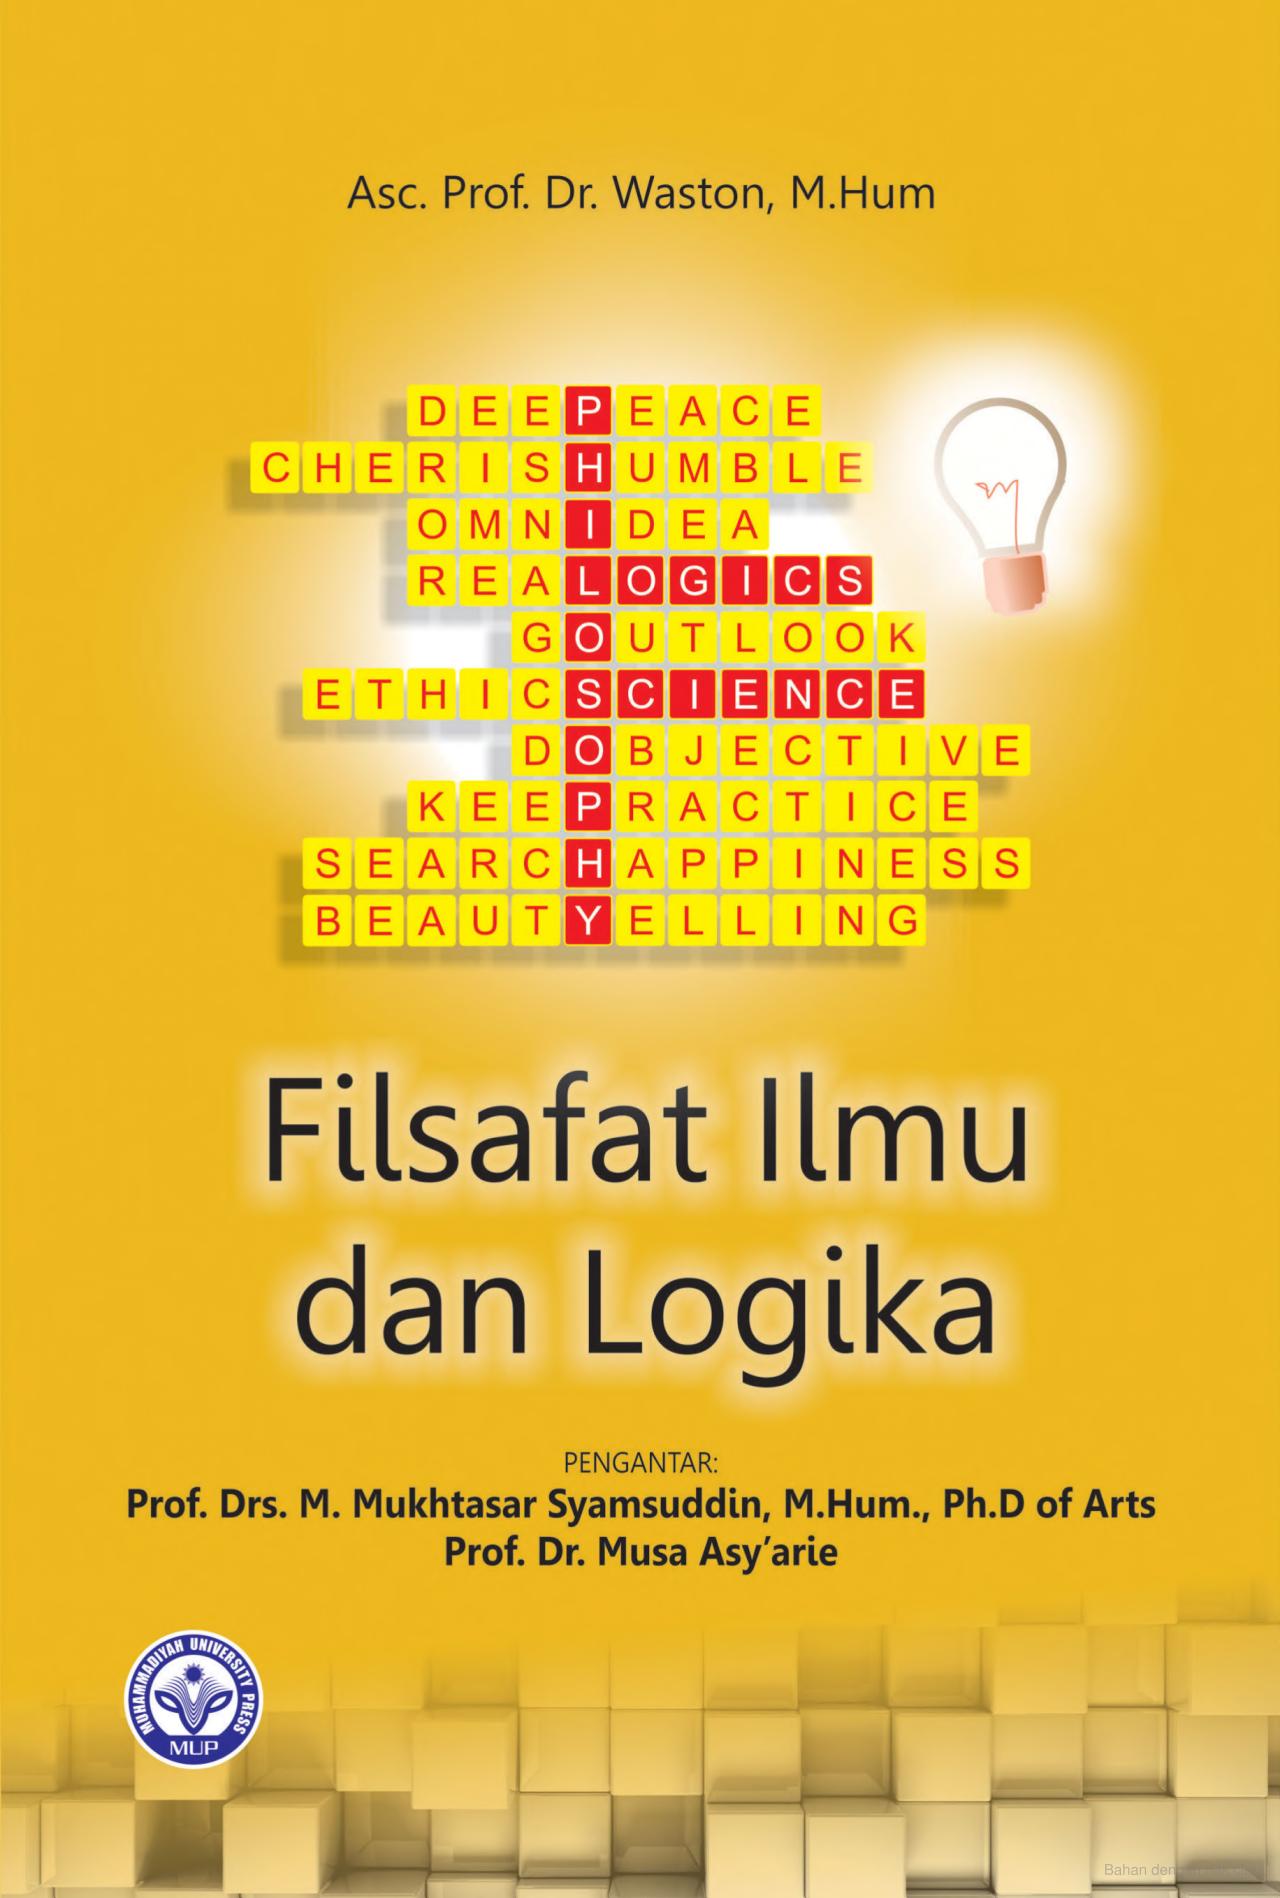 Asc. Prof. Dr. Waston, M.Hum
DEEPEACE
CHERISHUMBLE
OMNIDEA
REALOGICS
GOUTLOOK
ETHICSCIENCE
DOBJECTIVE
KEEPRACTICE
SEARCHAPPINESS
BEAUTYELLING
Filsafat Ilmu
dan Logika
PENGANTAR:
Prof. Drs. M. Mukhtasar Syamsuddin, M.Hum., Ph.D of Arts
Prof. Dr. Musa Asy’arie
MUHAMMADIYAH UNIVERSITY PRESS
MUP
Bahan